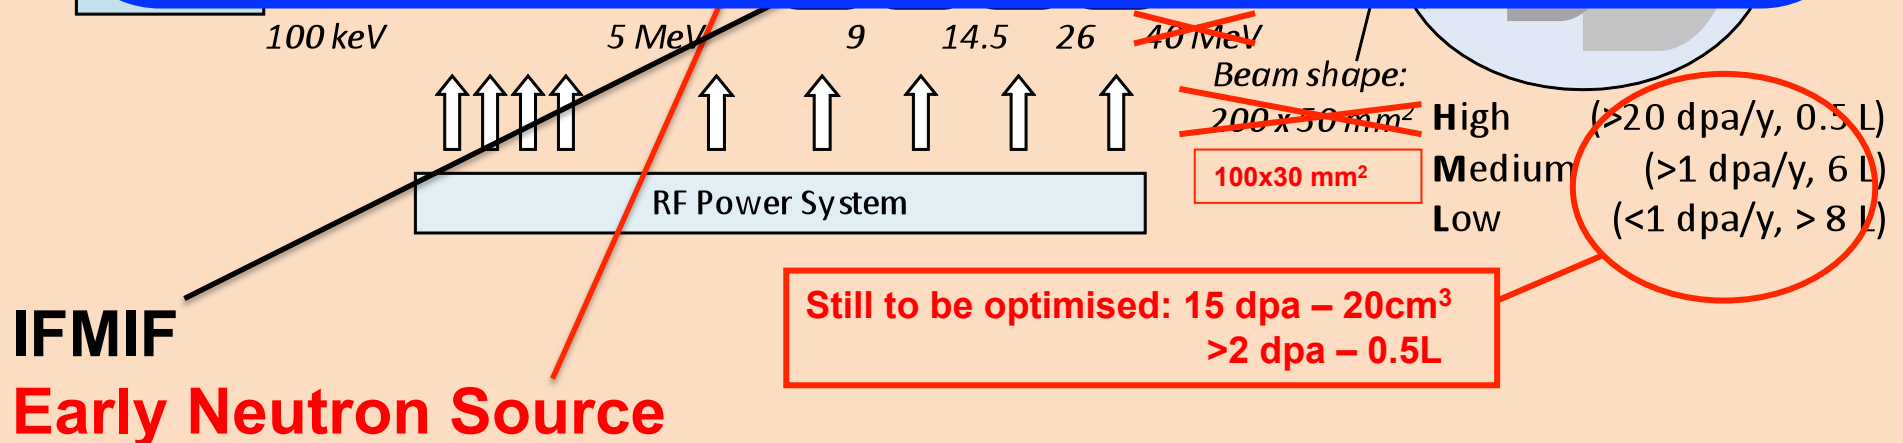 100 keV 5 MeV 9 14.5 26 40 MeV
Beam shape:
200 x 50 mm²
High (>20 dpa/y, 0.5 L)
100x30 mm²
Medium (>1 dpa/y, 6 L)
RF Power System
Low (<1 dpa/y, > 8 L)
Still to be optimised: 15 dpa – 20cm³
>2 dpa – 0.5L
IFMIF
Early Neutron Source